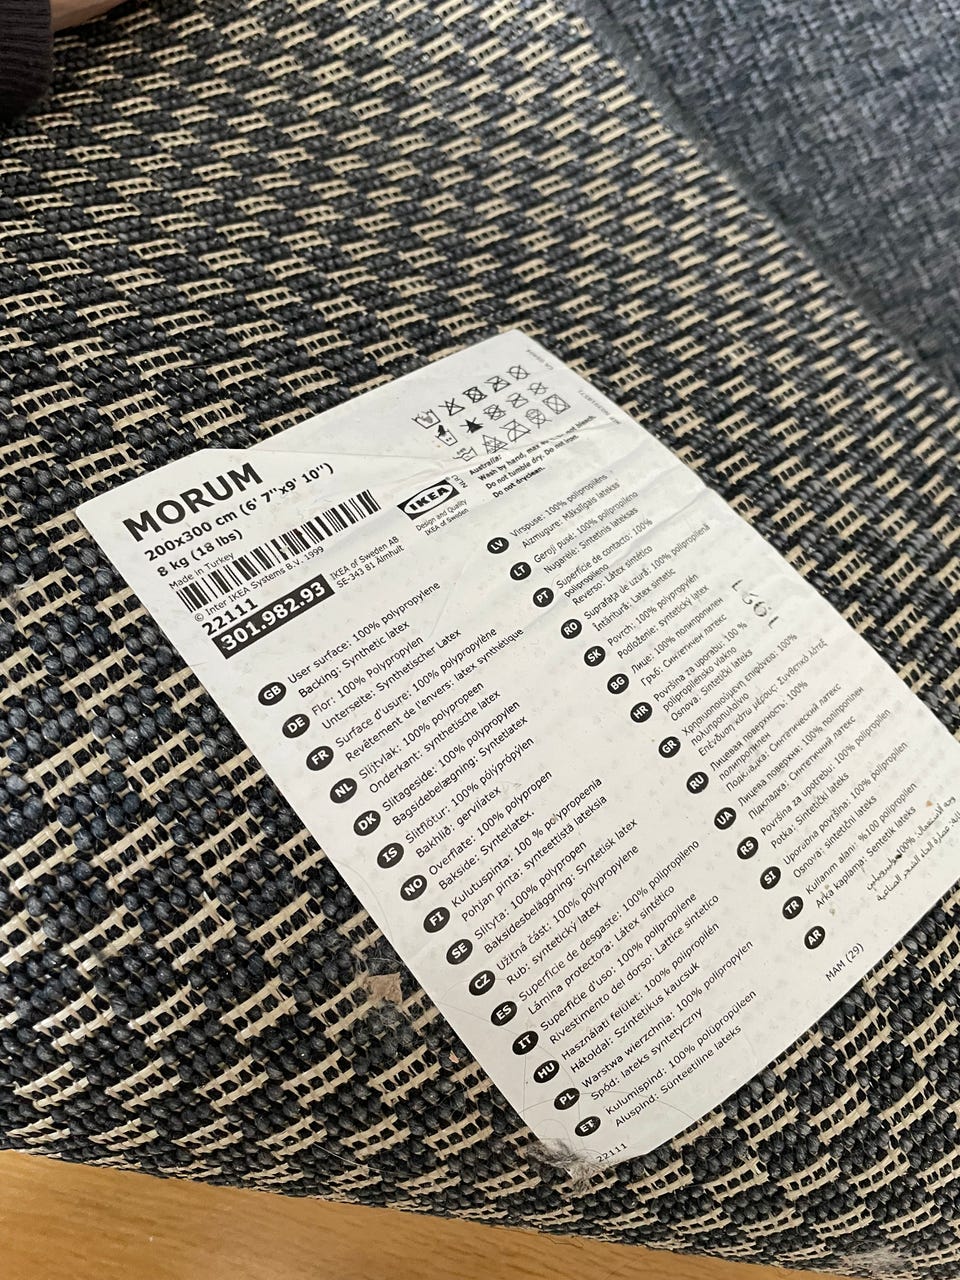 MORUM
200x300 cm (6' 7''x9' 10'')
8 kg (18 lbs)
Made in Turkey
© Inter IKEA Systems B.V. 1999
22111
301.982.93
IKEA of Sweden AB
SE-343 81 Älmhult
IKEA
Design and Quality
IKEA of Sweden
Australia:
Wash by hand, may
not bleach.
Do not tumble dry. Do not iron.
Do not dryclean.
GB User surface: 100% polypropylene
Backing: Synthetic latex
DE Flor: 100% Polypropylen
Unterseite: Synthetischer Latex
FR Surface d'usure: 100% polypropylène
Revêtement de l'envers: latex synthétique
NL Slijtvlak: 100% polypropeen
Onderkant: synthetische latex
DK Slitageside: 100% polypropylen
Bagsidebelægning: Syntetlatex
IS Slitflötur: 100% pólýprópýlen
Bakhlið: gervilatex
NO Overflate: 100% polypropen
Bakside: Syntetlatex
FI Kulutuspinta: 100 % polypropeenia
Pohjan pinta: synteettistä lateksia
SE Slityta: 100% polypropen
Baksidesbeläggning: Syntetisk latex
CZ Užitná část: 100% polypropylene
Rub: syntetický latex
ES Superficie de desgaste: 100% polipropileno
Lámina protectora: Látex sintético
IT Superficie d'uso: 100% polipropilene
Rivestimento del dorso: Lattice sintetico
HU Használati felület: 100% polipropilén
Hátoldal: Szintetikus kaucsuk
PL Warstwa wierzchnia: 100% polipropylen
Spód: lateks syntetyczny
ET Kulumispind: 100% polüpropüleen
Aluspind: Sünteetiline lateks
22111
LV Virspuse: 100% polipropilēns
Aizmugure: Mākslīgais latekss
LT Geroji pusė: 100% polipropileno
Nugarėlė: Sintetinis lateksas
PT Superfície de contacto: 100%
polipropileno
Reverso: Látex sintético
RO Suprafaţa de uzură: 100% polipropilenă
Întăritură: Latex sintetic
SK Povrch: 100% polypropylén
Podloženie: Syntetický latex
BG Лице: 100% полипропилен
Гръб: Синтетичен латекс
HR Površina za uporabu: 100 %
polipropilensko vlakno
Osnova: Sintetički lateks
GR Χρησιμοποιούμενη επιφάνεια: 100%
πολυπροπυλένιο
Επένδυση κάτω μέρους: Συνθετικό λάτεξ
RU Лицевая поверхность: 100%
полипропилен
Подкладка: Синтетический латекс
UA Лицева поверхня: 100% поліпропілен
Підкладка: Синтетичний латекс
RS Površina za upotrebu: 100% polipropilen
Potka: Sintetički lateks
SI Uporabna površina: 100% polipropilen
Osnova: sintetični lateks
TR Kullanım alanı: %100 polipropilen
Arka kaplama: Sentetik lateks
AR
MAM (29)